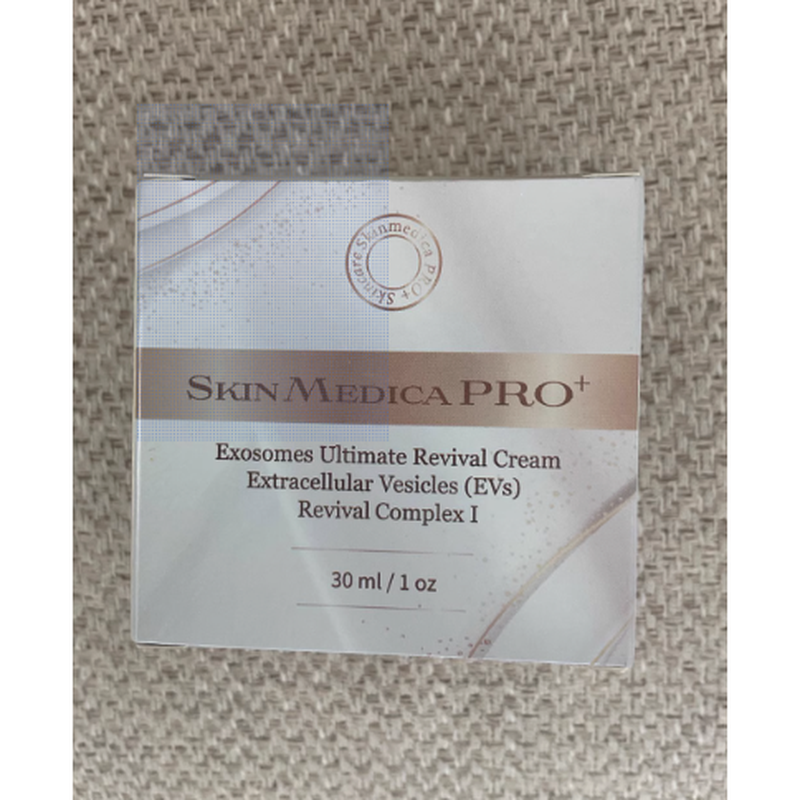 Skinmedica PRO+ Skincare
SKINMEDICA PRO+
Exosomes Ultimate Revival Cream
Extracellular Vesicles (EVs)
Revival Complex I
30 ml / 1 oz